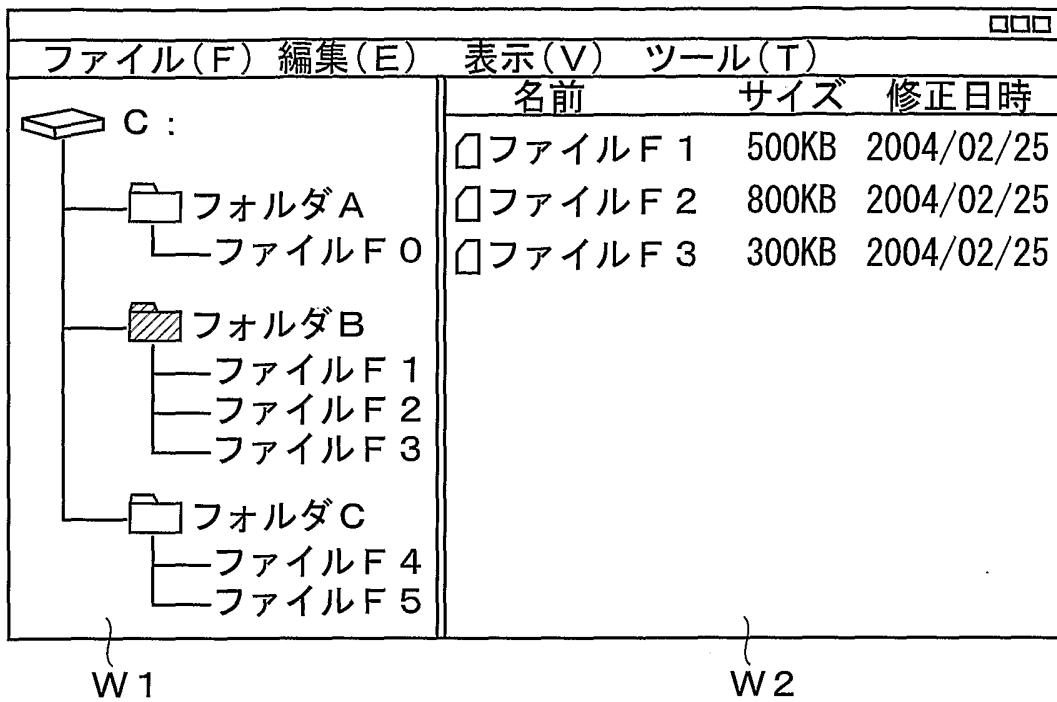 ファイル(F) 編集(E) 表示(V) ツール(T)
C:
フォルダA
ファイルF0
フォルダB
ファイルF1
ファイルF2
ファイルF3
フォルダC
ファイルF4
ファイルF5
名前 サイズ 修正日時
ファイルF1 500KB 2004/02/25
ファイルF2 800KB 2004/02/25
ファイルF3 300KB 2004/02/25
W1
W2